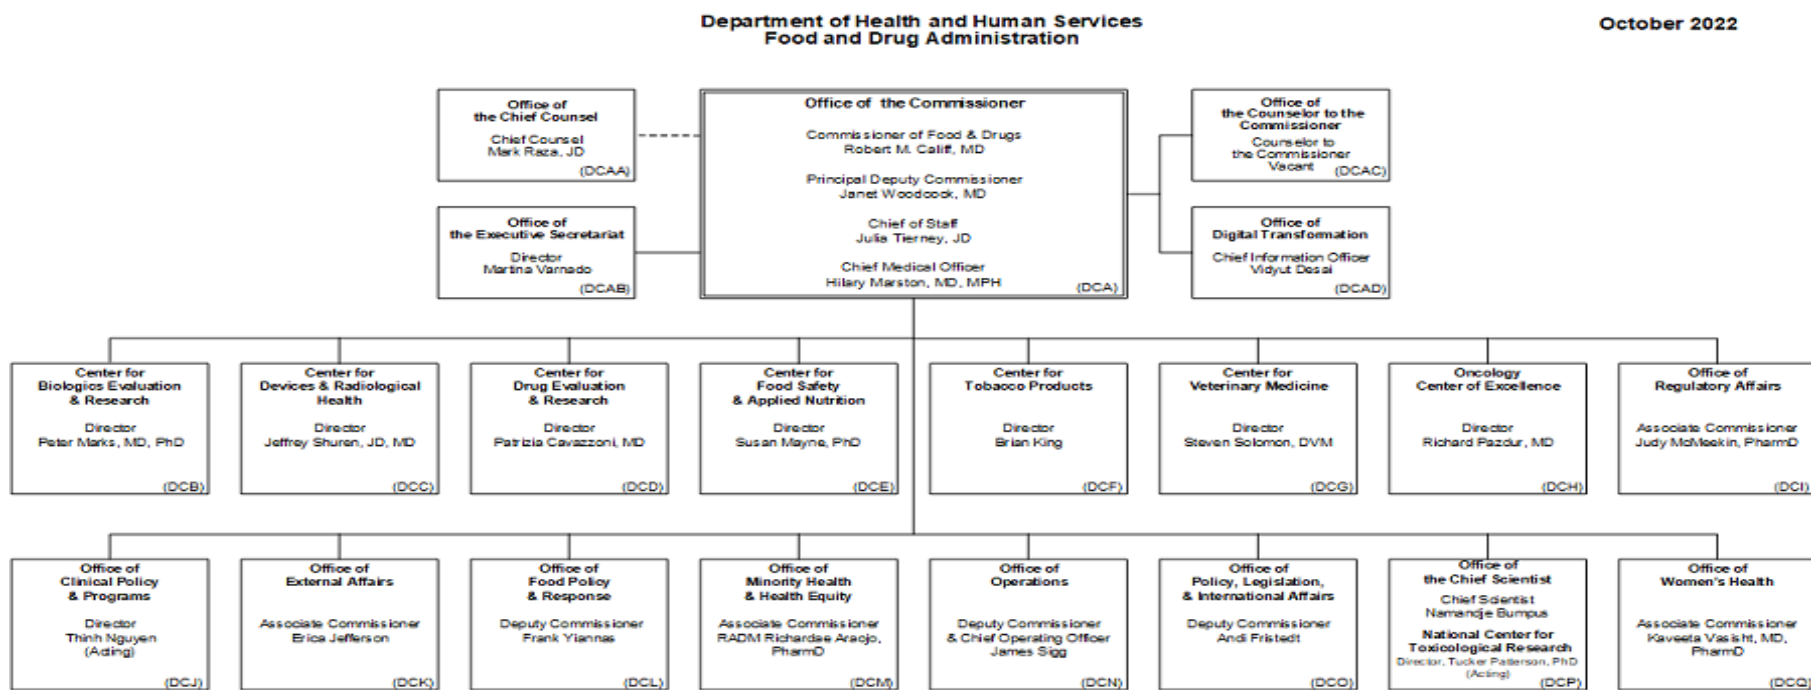 Department of Health and Human Services
Food and Drug Administration
October 2022
Office of
the Chief Counsel
Chief Counsel
Mark Raza, JD
(DCAA)
Office of the Commissioner
Commissioner of Food & Drugs
Robert M. Califf, MD
Principal Deputy Commissioner
Janet Woodcock, MD
Chief of Staff
Julia Tierney, JD
Chief Medical Officer
Hilary Marston, MD, MPH
(DCA)
Office of
the Counselor to the
Commissioner
Counselor to
the Commissioner
Vacant
(DCAC)
Office of
the Executive Secretariat
Director
Martina Varnado
(DCAB)
Office of
Digital Transformation
Chief Information Officer
Vidyut Desai
(DCAD)
Center for
Biologics Evaluation
& Research
Director
Peter Marks, MD, PhD
(DCB)
Center for
Devices & Radiological
Health
Director
Jeffrey Shuren, JD, MD
(DCC)
Center for
Drug Evaluation
& Research
Director
Patrizia Cavazzoni, MD
(DCD)
Center for
Food Safety
& Applied Nutrition
Director
Susan Mayne, PhD
(DCE)
Center for
Tobacco Products
Director
Brian King
(DCF)
Center for
Veterinary Medicine
Director
Steven Solomon, DVM
(DCG)
Oncology
Center of Excellence
Director
Richard Pazdur, MD
(DCH)
Office of
Regulatory Affairs
Associate Commissioner
Judy McMeekin, PharmD
(DCI)
Office of
Clinical Policy
& Programs
Director
Thinh Nguyen
(Acting)
(DCJ)
Office of
External Affairs
Associate Commissioner
Erica Jefferson
(DCK)
Office of
Food Policy
& Response
Deputy Commissioner
Frank Yiannas
(DCL)
Office of
Minority Health
& Health Equity
Associate Commissioner
RADM Richardae Araojo,
PharmD
(DCM)
Office of
Operations
Deputy Commissioner
& Chief Operating Officer
James Sigg
(DCN)
Office of
Policy, Legislation,
& International Affairs
Deputy Commissioner
Andi Fristedt
(DCO)
Office of
the Chief Scientist
Chief Scientist
Namandje Bumpus
National Center for
Toxicological Research
Director, Tucker Patterson, PhD
(Acting)
(DCP)
Office of
Women's Health
Associate Commissioner
Kaveeta Vasisht, MD,
PharmD
(DCQ)